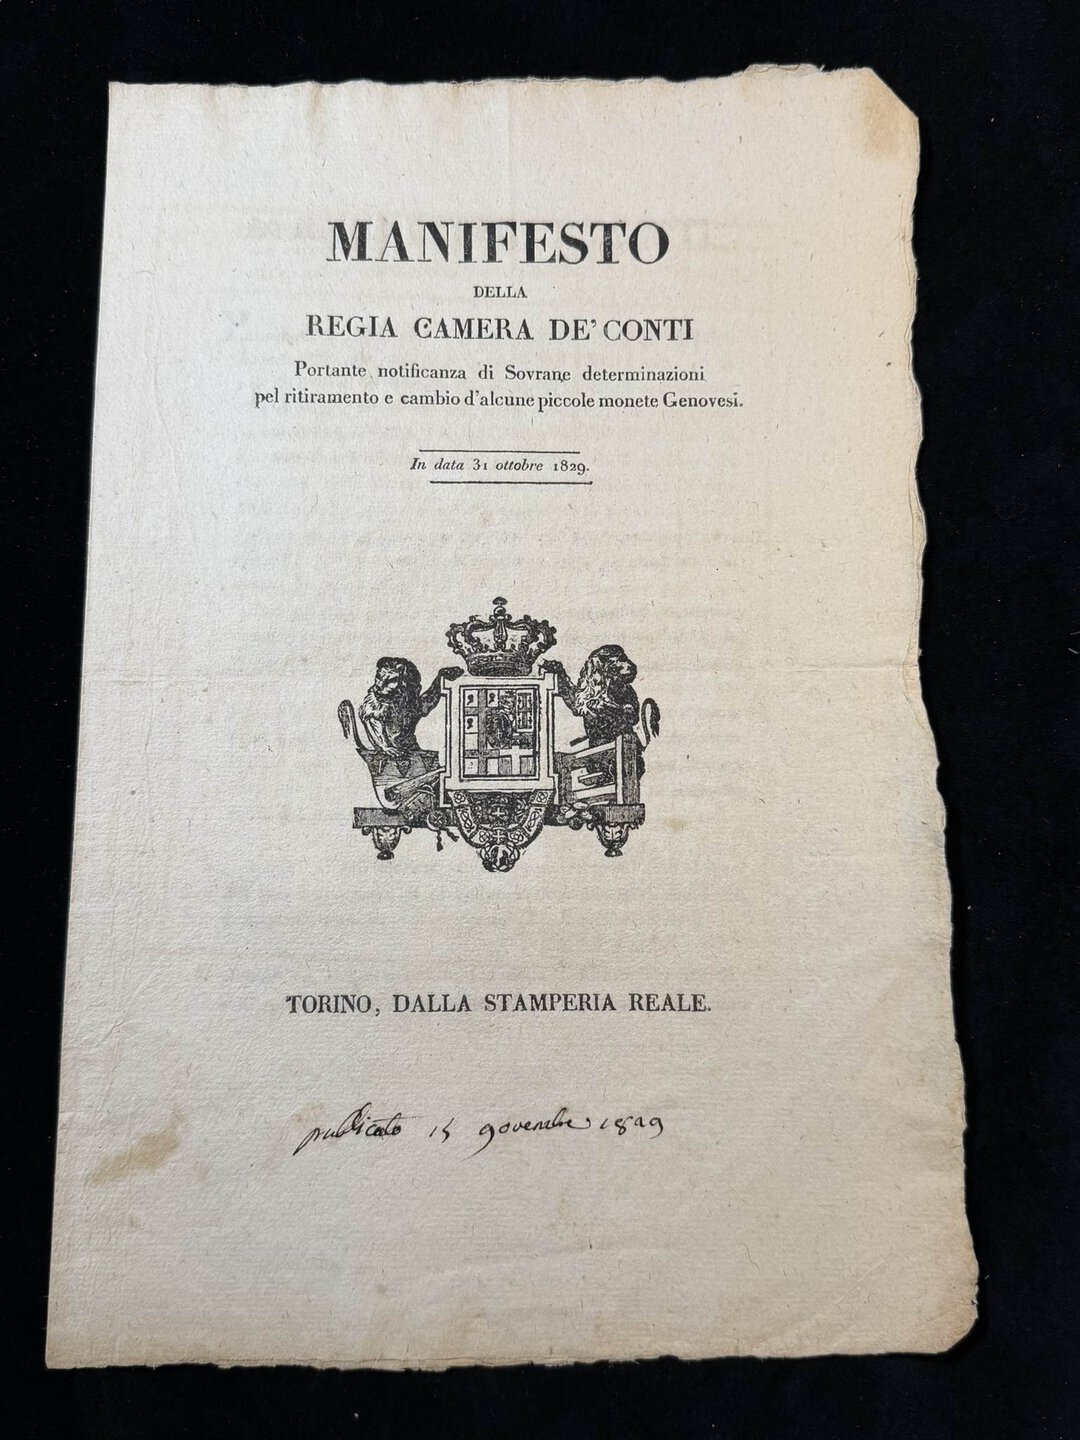 MANIFESTO
DELLA
REGIA CAMERA DE' CONTI
Portante notificanza di Sovrane determinazioni
pel ritiramento e cambio d'alcune piccole monete Genovesi.
In data 31 ottobre 1829.
TORINO, DALLA STAMPERIA REALE.
publicato 15 9ovembre 1829